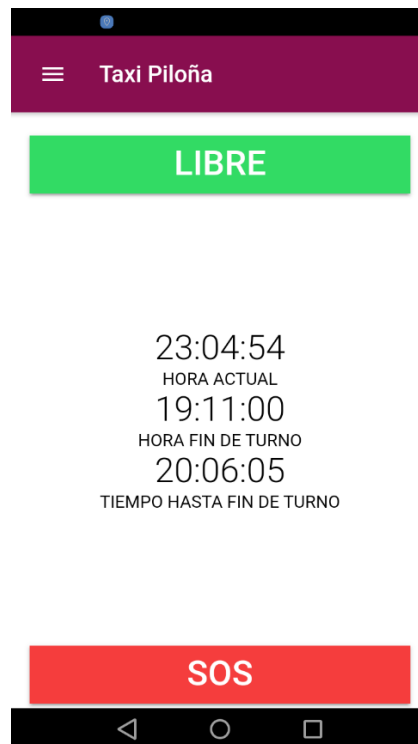 Taxi Piloña
LIBRE
23:04:54
HORA ACTUAL
19:11:00
HORA FIN DE TURNO
20:06:05
TIEMPO HASTA FIN DE TURNO
SOS